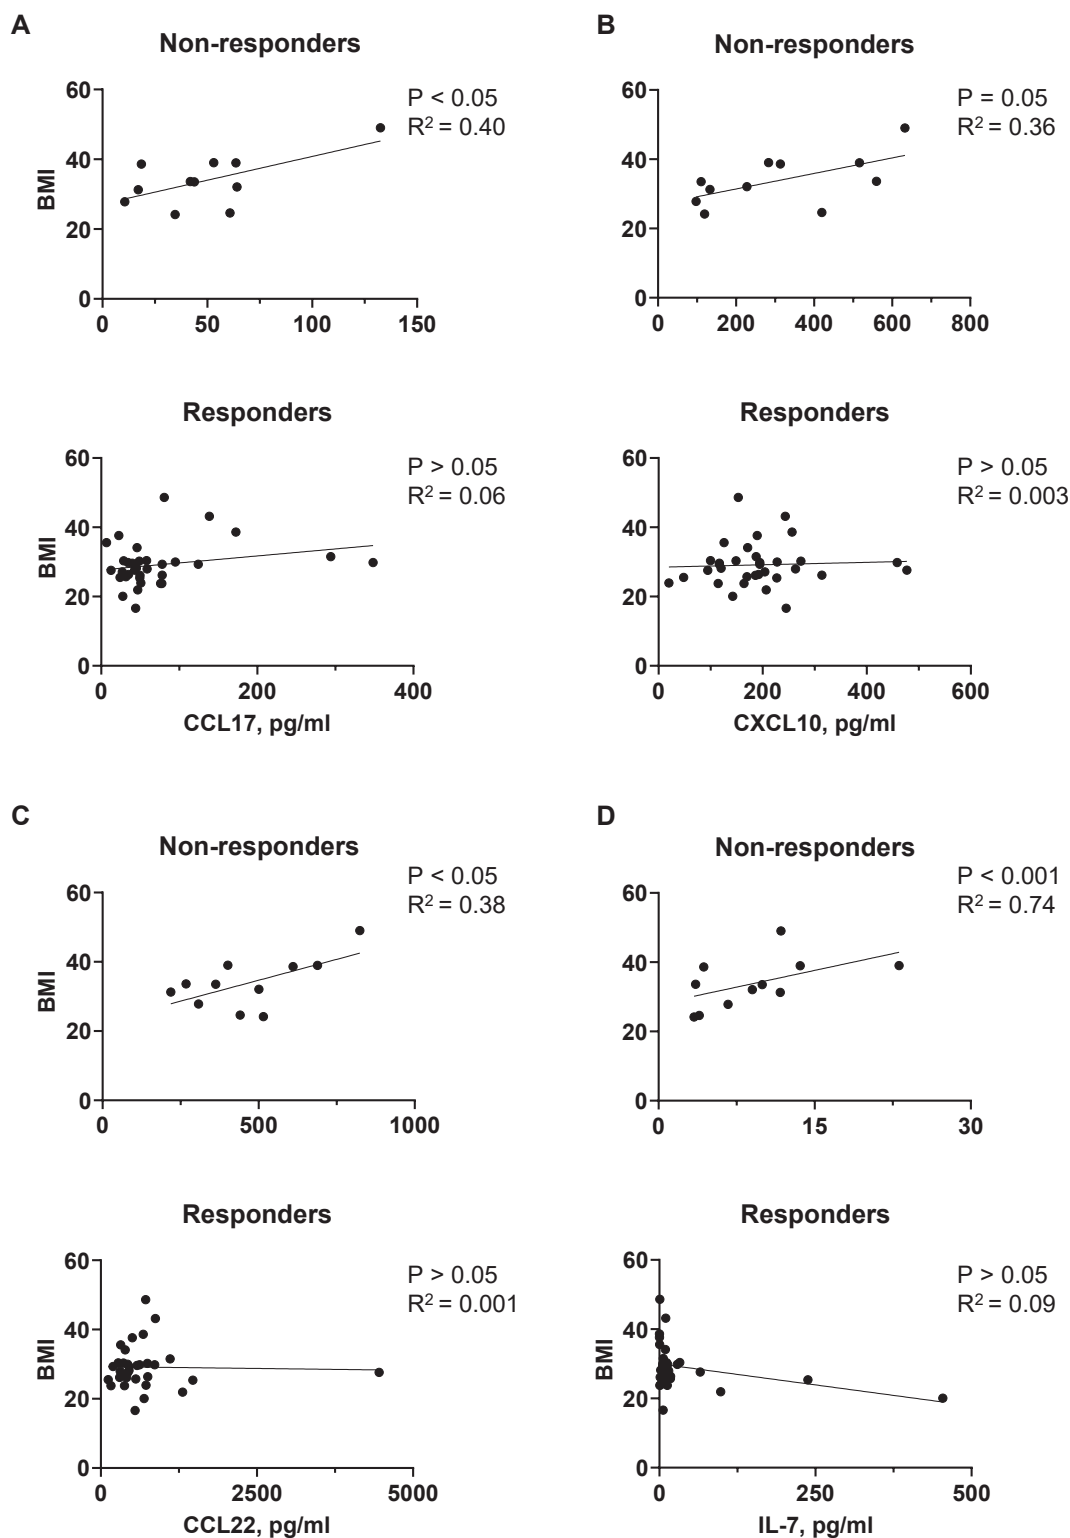 A
Non-responders
P < 0.05
R² = 0.40
60
40
20
0
BMI
0 50 100 150
B
Non-responders
P = 0.05
R² = 0.36
60
40
20
0
0 200 400 600 800
Responders
P > 0.05
R² = 0.06
60
40
20
0
BMI
0 200 400
CCL17, pg/ml
Responders
P > 0.05
R² = 0.003
60
40
20
0
0 200 400 600
CXCL10, pg/ml
C
Non-responders
P < 0.05
R² = 0.38
60
40
20
0
BMI
0 500 1000
D
Non-responders
P < 0.001
R² = 0.74
60
40
20
0
BMI
0 15 30
Responders
P > 0.05
R² = 0.001
60
40
20
0
BMI
0 2500 5000
CCL22, pg/ml
Responders
P > 0.05
R² = 0.09
60
40
20
0
BMI
0 250 500
IL-7, pg/ml